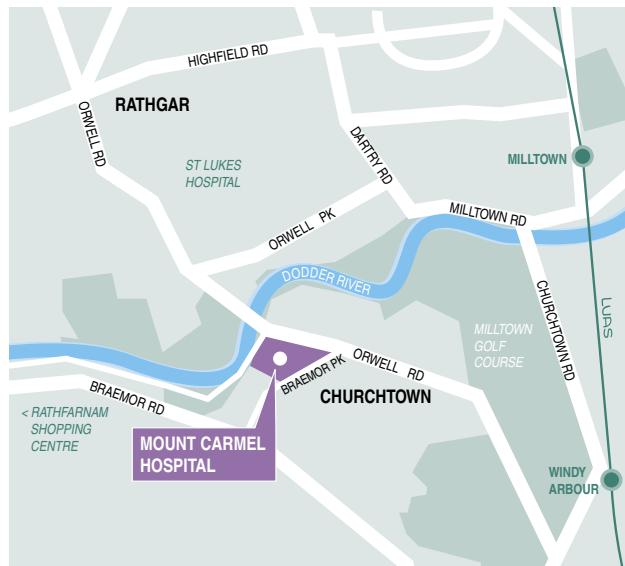 HIGHFIELD RD
RATHGAR
ORWELL RD
ST LUKES
HOSPITAL
DARTRY RD
MILLTOWN
ORWELL PK
MILLTOWN RD
DODDER RIVER
CHURCHTOWN RD
LUAS
MILLTOWN
GOLF
COURSE
ORWELL RD
BRAEMOR PK
BRAEMOR RD
CHURCHTOWN
< RATHFARNAM
SHOPPING
CENTRE
MOUNT CARMEL
HOSPITAL
WINDY
ARBOUR